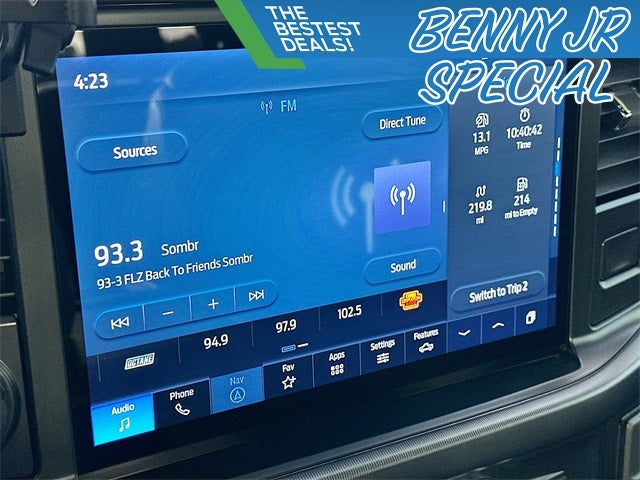 THE
BESTEST
DEALS!
BENNY JR
SPECIAL
4:23
FM
Sources
Direct Tune
13.1
MPG
10:40:42
Time
219.8
mi
214
mi to Empty
93.3 Sombr
93-3 FLZ Back To Friends Sombr
Sound
Switch to Trip 2
OCTANE
94.9
97.9
102.5
Audio
Phone
Nav
Fav
Apps
Settings
Features